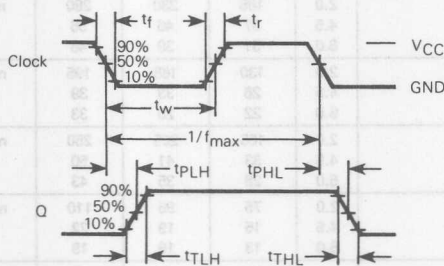 tf
tr
90%
50%
10%
Clock
VCC
GND
tw
1/fmax
tPLH
tPHL
90%
50%
10%
Q
tTLH
tTHL